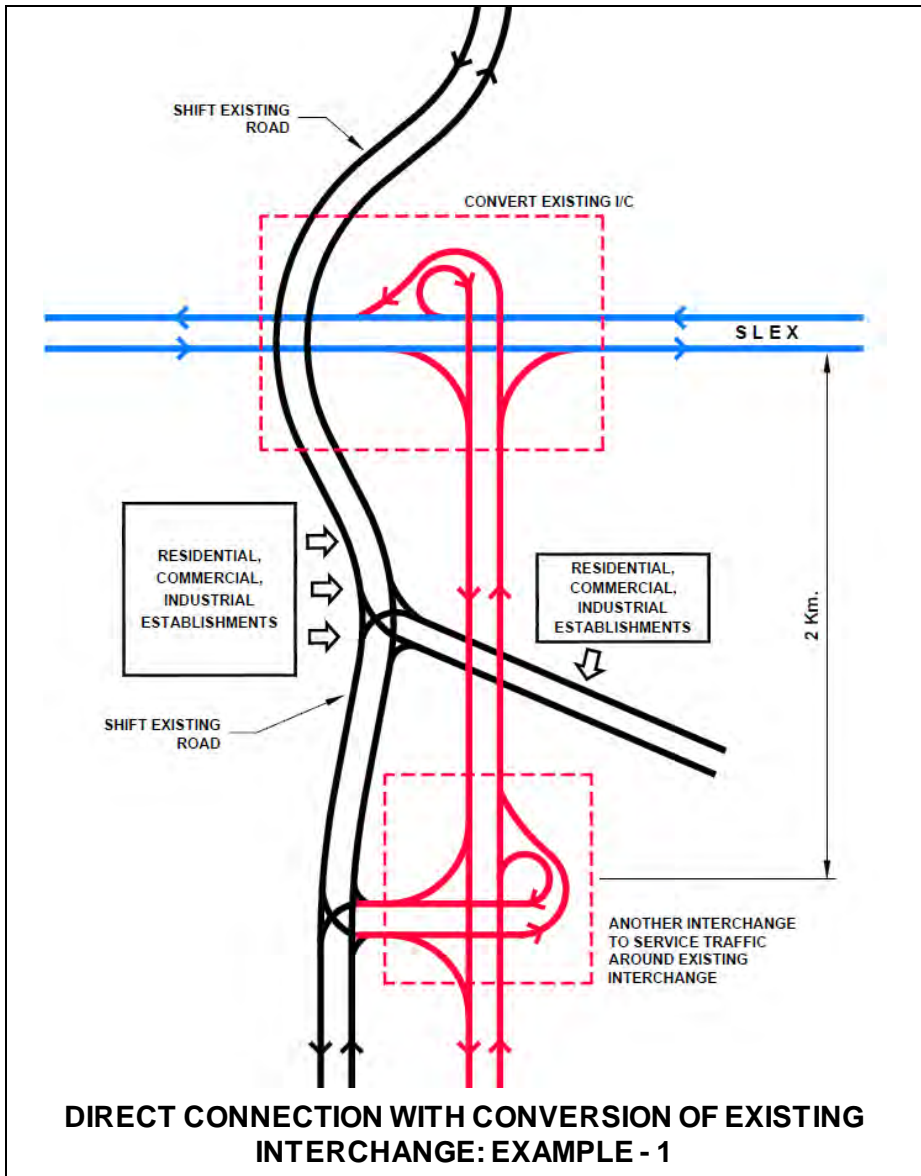 SHIFT EXISTING
ROAD
CONVERT EXISTING I/C
S L E X
RESIDENTIAL,
COMMERCIAL,
INDUSTRIAL
ESTABLISHMENTS
RESIDENTIAL,
COMMERCIAL,
INDUSTRIAL
ESTABLISHMENTS
2 Km.
SHIFT EXISTING
ROAD
ANOTHER INTERCHANGE
TO SERVICE TRAFFIC
AROUND EXISTING
INTERCHANGE
DIRECT CONNECTION WITH CONVERSION OF EXISTING
INTERCHANGE: EXAMPLE - 1